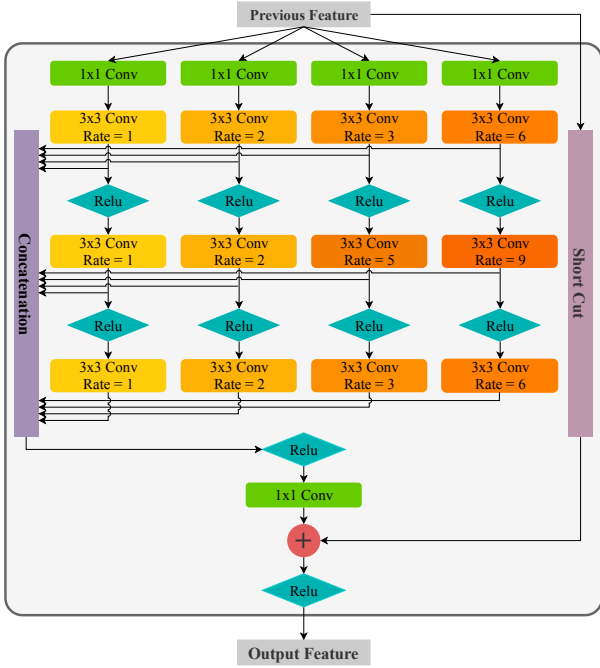 Previous Feature
1x1 Conv
1x1 Conv
1x1 Conv
1x1 Conv
3x3 Conv
Rate = 1
3x3 Conv
Rate = 2
3x3 Conv
Rate = 3
3x3 Conv
Rate = 6
Concatenation
Short Cut
Relu
Relu
Relu
Relu
3x3 Conv
Rate = 1
3x3 Conv
Rate = 2
3x3 Conv
Rate = 5
3x3 Conv
Rate = 9
Relu
Relu
Relu
Relu
3x3 Conv
Rate = 1
3x3 Conv
Rate = 2
3x3 Conv
Rate = 3
3x3 Conv
Rate = 6
Relu
1x1 Conv
+
Relu
Output Feature